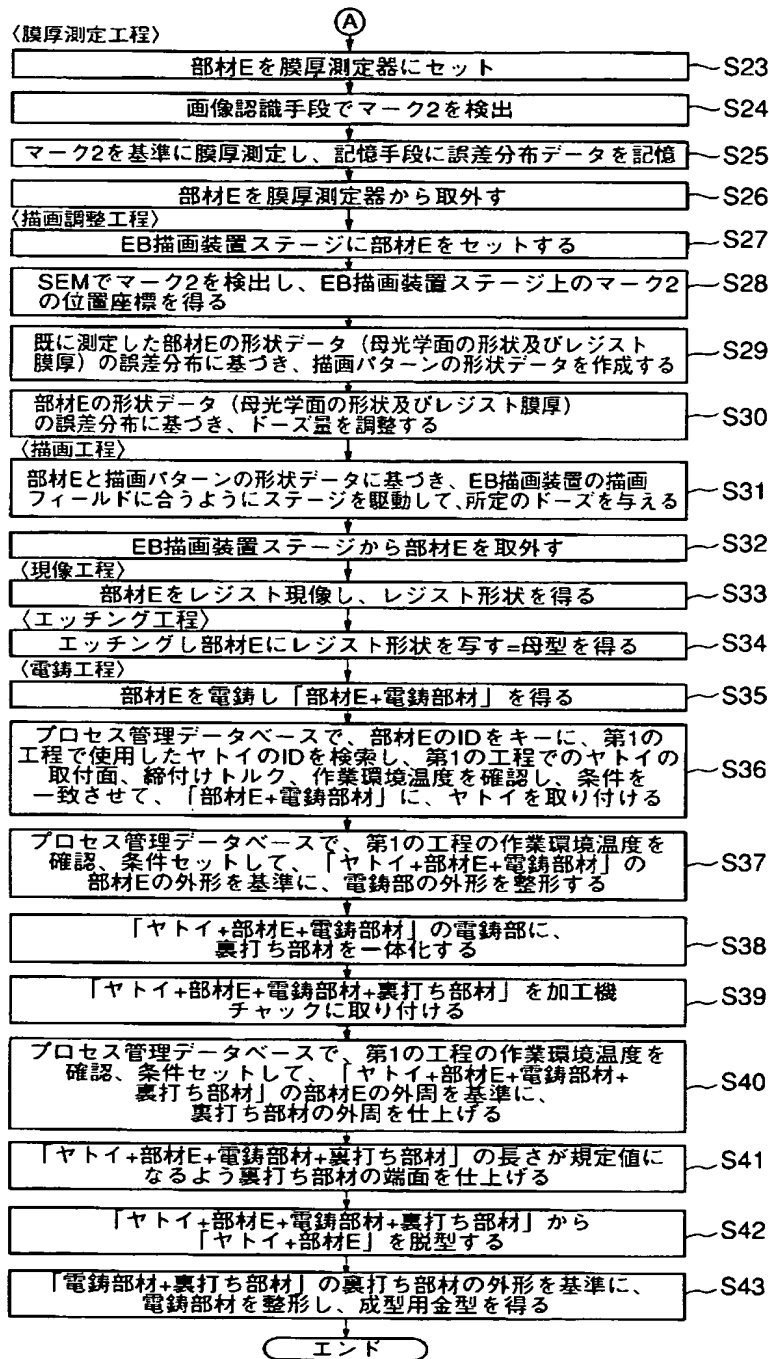 A
〈膜厚測定工程〉
部材Eを膜厚測定器にセット
S23
画像認識手段でマーク2を検出
S24
マーク2を基準に膜厚測定し、記憶手段に誤差分布データを記憶
S25
部材Eを膜厚測定器から取外す
S26
〈描画調整工程〉
EB描画装置ステージに部材Eをセットする
S27
SEMでマーク2を検出し、EB描画装置ステージ上のマーク2
の位置座標を得る
S28
既に測定した部材Eの形状データ（母光学面の形状及びレジスト
膜厚）の誤差分布に基づき、描画パターンの形状データを作成する
S29
部材Eの形状データ（母光学面の形状及びレジスト膜厚）
の誤差分布に基づき、ドーズ量を調整する
S30
〈描画工程〉
部材Eと描画パターンの形状データに基づき、EB描画装置の描画
フィールドに合うようにステージを駆動して、所定のドーズを与える
S31
EB描画装置ステージから部材Eを取外す
S32
〈現像工程〉
部材Eをレジスト現像し、レジスト形状を得る
S33
〈エッチング工程〉
エッチングし部材Eにレジスト形状を写す=母型を得る
S34
〈電鋳工程〉
部材Eを電鋳し「部材E+電鋳部材」を得る
S35
プロセス管理データベースで、部材EのIDをキーに、第1の
工程で使用したヤトイのIDを検索し、第1の工程でのヤトイの
取付面、締付けトルク、作業環境温度を確認し、条件を
一致させて、「部材E+電鋳部材」に、ヤトイを取り付ける
S36
プロセス管理データベースで、第1の工程の作業環境温度を
確認、条件セットして、「ヤトイ+部材E+電鋳部材」の
部材Eの外形を基準に、電鋳部の外形を整形する
S37
「ヤトイ+部材E+電鋳部材」の電鋳部に、
裏打ち部材を一体化する
S38
「ヤトイ+部材E+電鋳部材+裏打ち部材」を加工機
チャックに取り付ける
S39
プロセス管理データベースで、第1の工程の作業環境温度を
確認、条件セットして、「ヤトイ+部材E+電鋳部材+
裏打ち部材」の部材Eの外周を基準に、
裏打ち部材の外周を仕上げる
S40
「ヤトイ+部材E+電鋳部材+裏打ち部材」の長さが規定値に
なるよう裏打ち部材の端面を仕上げる
S41
「ヤトイ+部材E+電鋳部材+裏打ち部材」から
「ヤトイ+部材E」を脱型する
S42
「電鋳部材+裏打ち部材」の裏打ち部材の外形を基準に、
電鋳部材を整形し、成型用金型を得る
S43
エンド